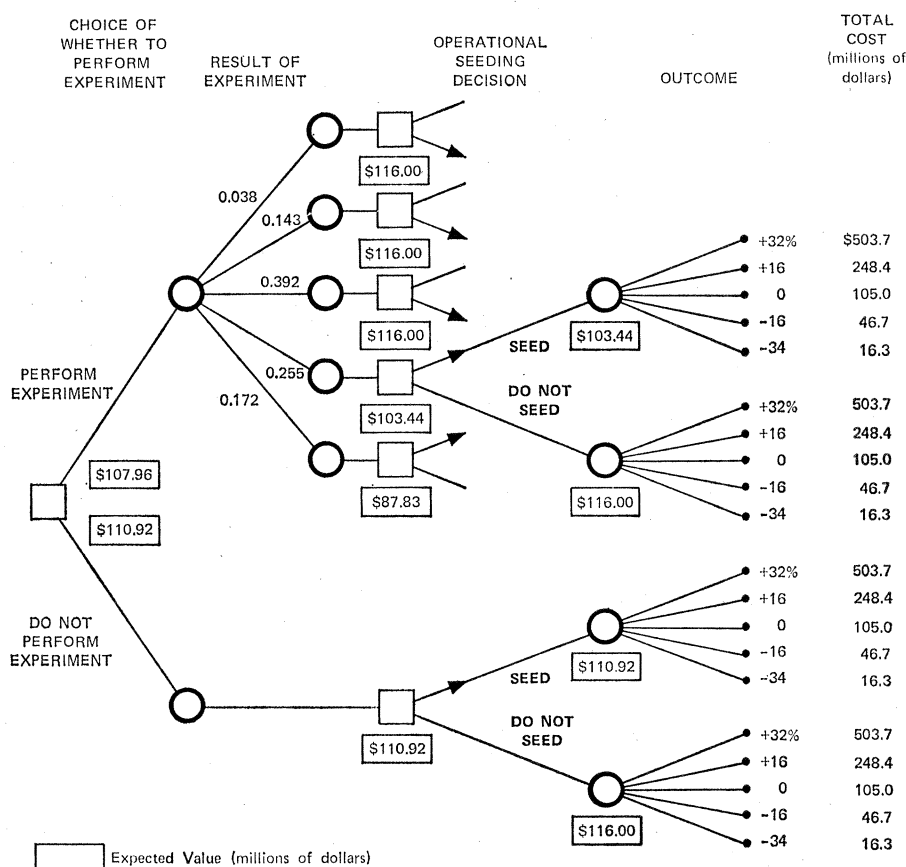 CHOICE OF
WHETHER TO
PERFORM
EXPERIMENT
RESULT OF
EXPERIMENT
OPERATIONAL
SEEDING
DECISION
OUTCOME
TOTAL
COST
(millions of
dollars)
0.038
$116.00
0.143
$116.00
0.392
$116.00
0.255
$103.44
0.172
$87.83
PERFORM
EXPERIMENT
$107.96
$110.92
DO NOT
PERFORM
EXPERIMENT
SEED
$103.44
+32% $503.7
+16 248.4
0 105.0
-16 46.7
-34 16.3
DO NOT
SEED
$116.00
+32% 503.7
+16 248.4
0 105.0
-16 46.7
-34 16.3
$110.92
SEED
$110.92
+32% 503.7
+16 248.4
0 105.0
-16 46.7
-34 16.3
DO NOT
SEED
$116.00
+32% 503.7
+16 248.4
0 105.0
-16 46.7
-34 16.3
Expected Value (millions of dollars)